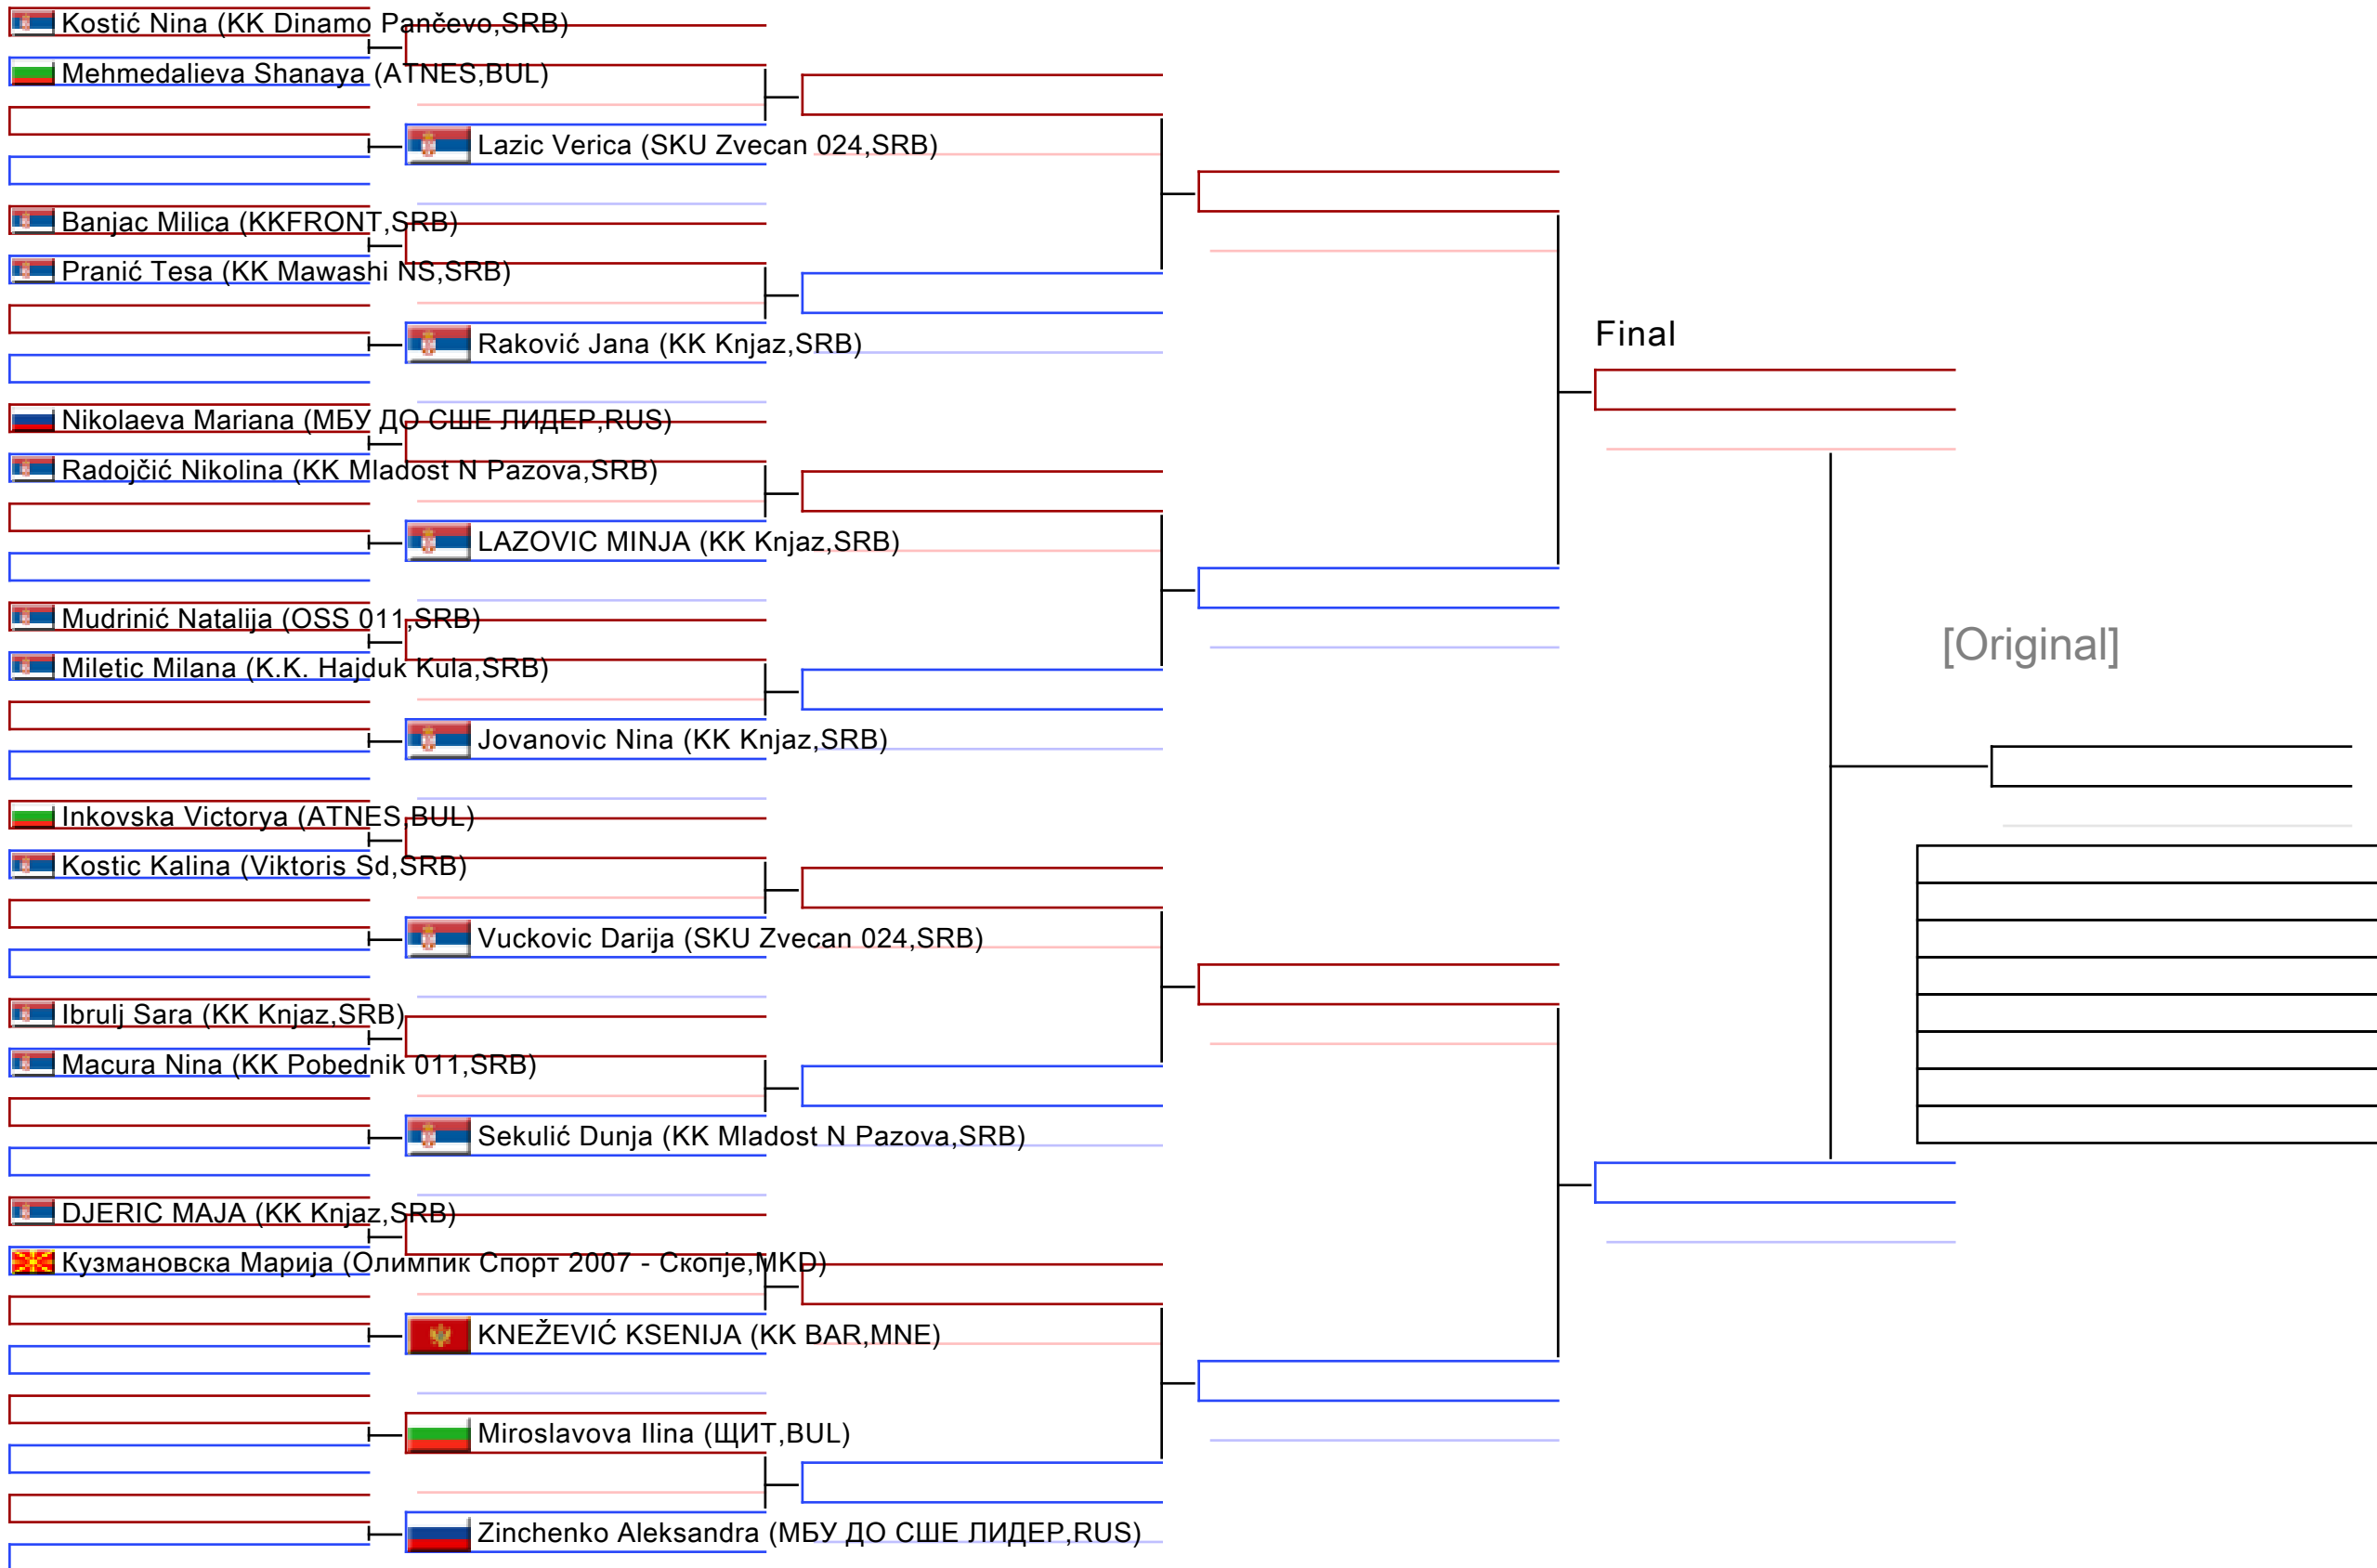 Kostić Nina (KK Dinamo Pančevo,SRB)
Mehmedalieva Shanaya (ATNES,BUL)
Lazic Verica (SKU Zvecan 024,SRB)
Banjac Milica (KKFRONT,SRB)
Pranić Tesa (KK Mawashi NS,SRB)
Raković Jana (KK Knjaz,SRB)
Final
Nikolaeva Mariana (МБУ ДО СШЕ ЛИДЕР,RUS)
Radojčić Nikolina (KK Mladost N Pazova,SRB)
LAZOVIC MINJA (KK Knjaz,SRB)
Mudrinić Natalija (OSS 011,SRB)
[Original]
Miletic Milana (K.K. Hajduk Kula,SRB)
Jovanovic Nina (KK Knjaz,SRB)
Inkovska Victorya (ATNES,BUL)
Kostic Kalina (Viktoris Sd,SRB)
Vuckovic Darija (SKU Zvecan 024,SRB)
Ibrulj Sara (KK Knjaz,SRB)
Macura Nina (KK Pobednik 011,SRB)
Sekulić Dunja (KK Mladost N Pazova,SRB)
DJERIC MAJA (KK Knjaz,SRB)
Кузмановска Марија (Олимпик Спорт 2007 - Скопје,MKD)
KNEŽEVIĆ KSENIJA (KK BAR,MNE)
Miroslavova Ilina (ЩИТ,BUL)
Zinchenko Aleksandra (МБУ ДО СШЕ ЛИДЕР,RUS)